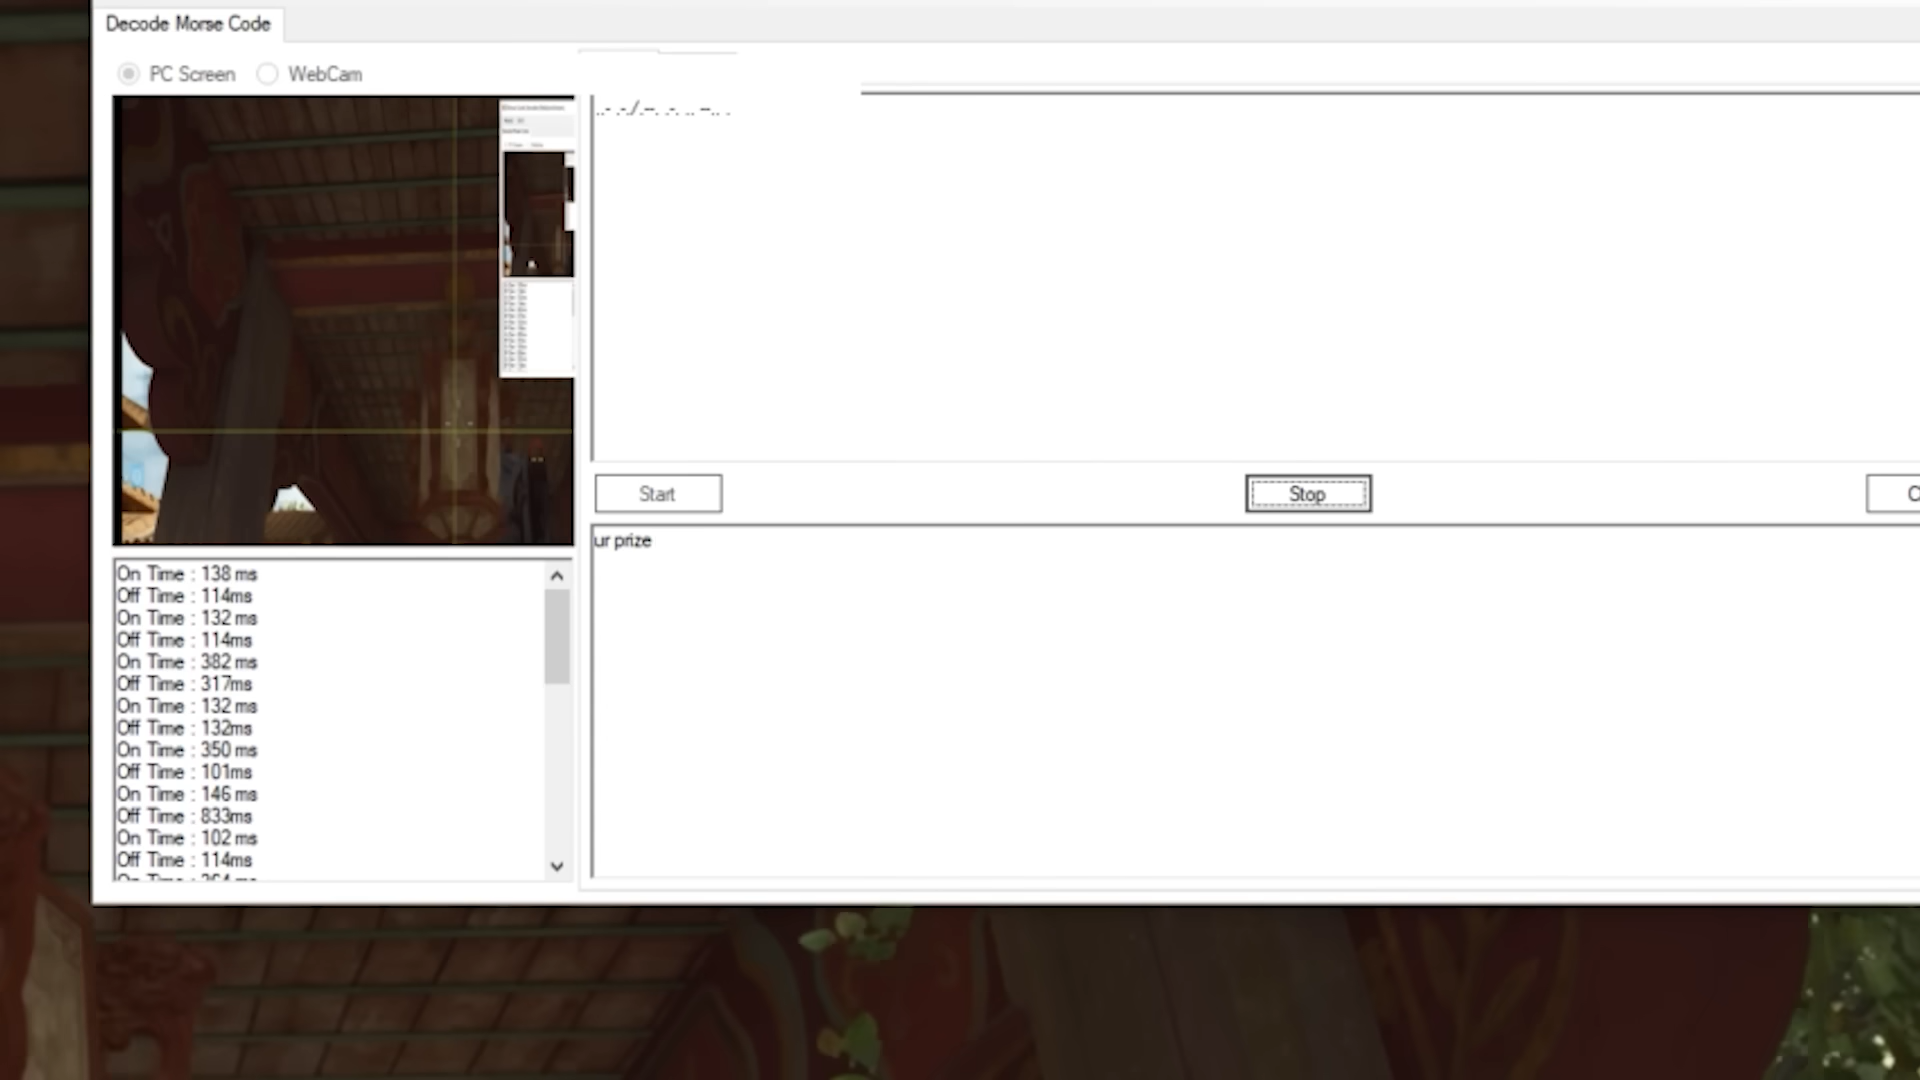 Decode Morse Code
PC Screen WebCam
..- .-./.--. .-. .. --.. .
Start Stop
ur prize
On Time : 138 ms
Off Time : 114ms
On Time : 132 ms
Off Time : 114ms
On Time : 382 ms
Off Time : 317ms
On Time : 132 ms
Off Time : 132ms
On Time : 350 ms
Off Time : 101ms
On Time : 146 ms
Off Time : 833ms
On Time : 102 ms
Off Time : 114ms